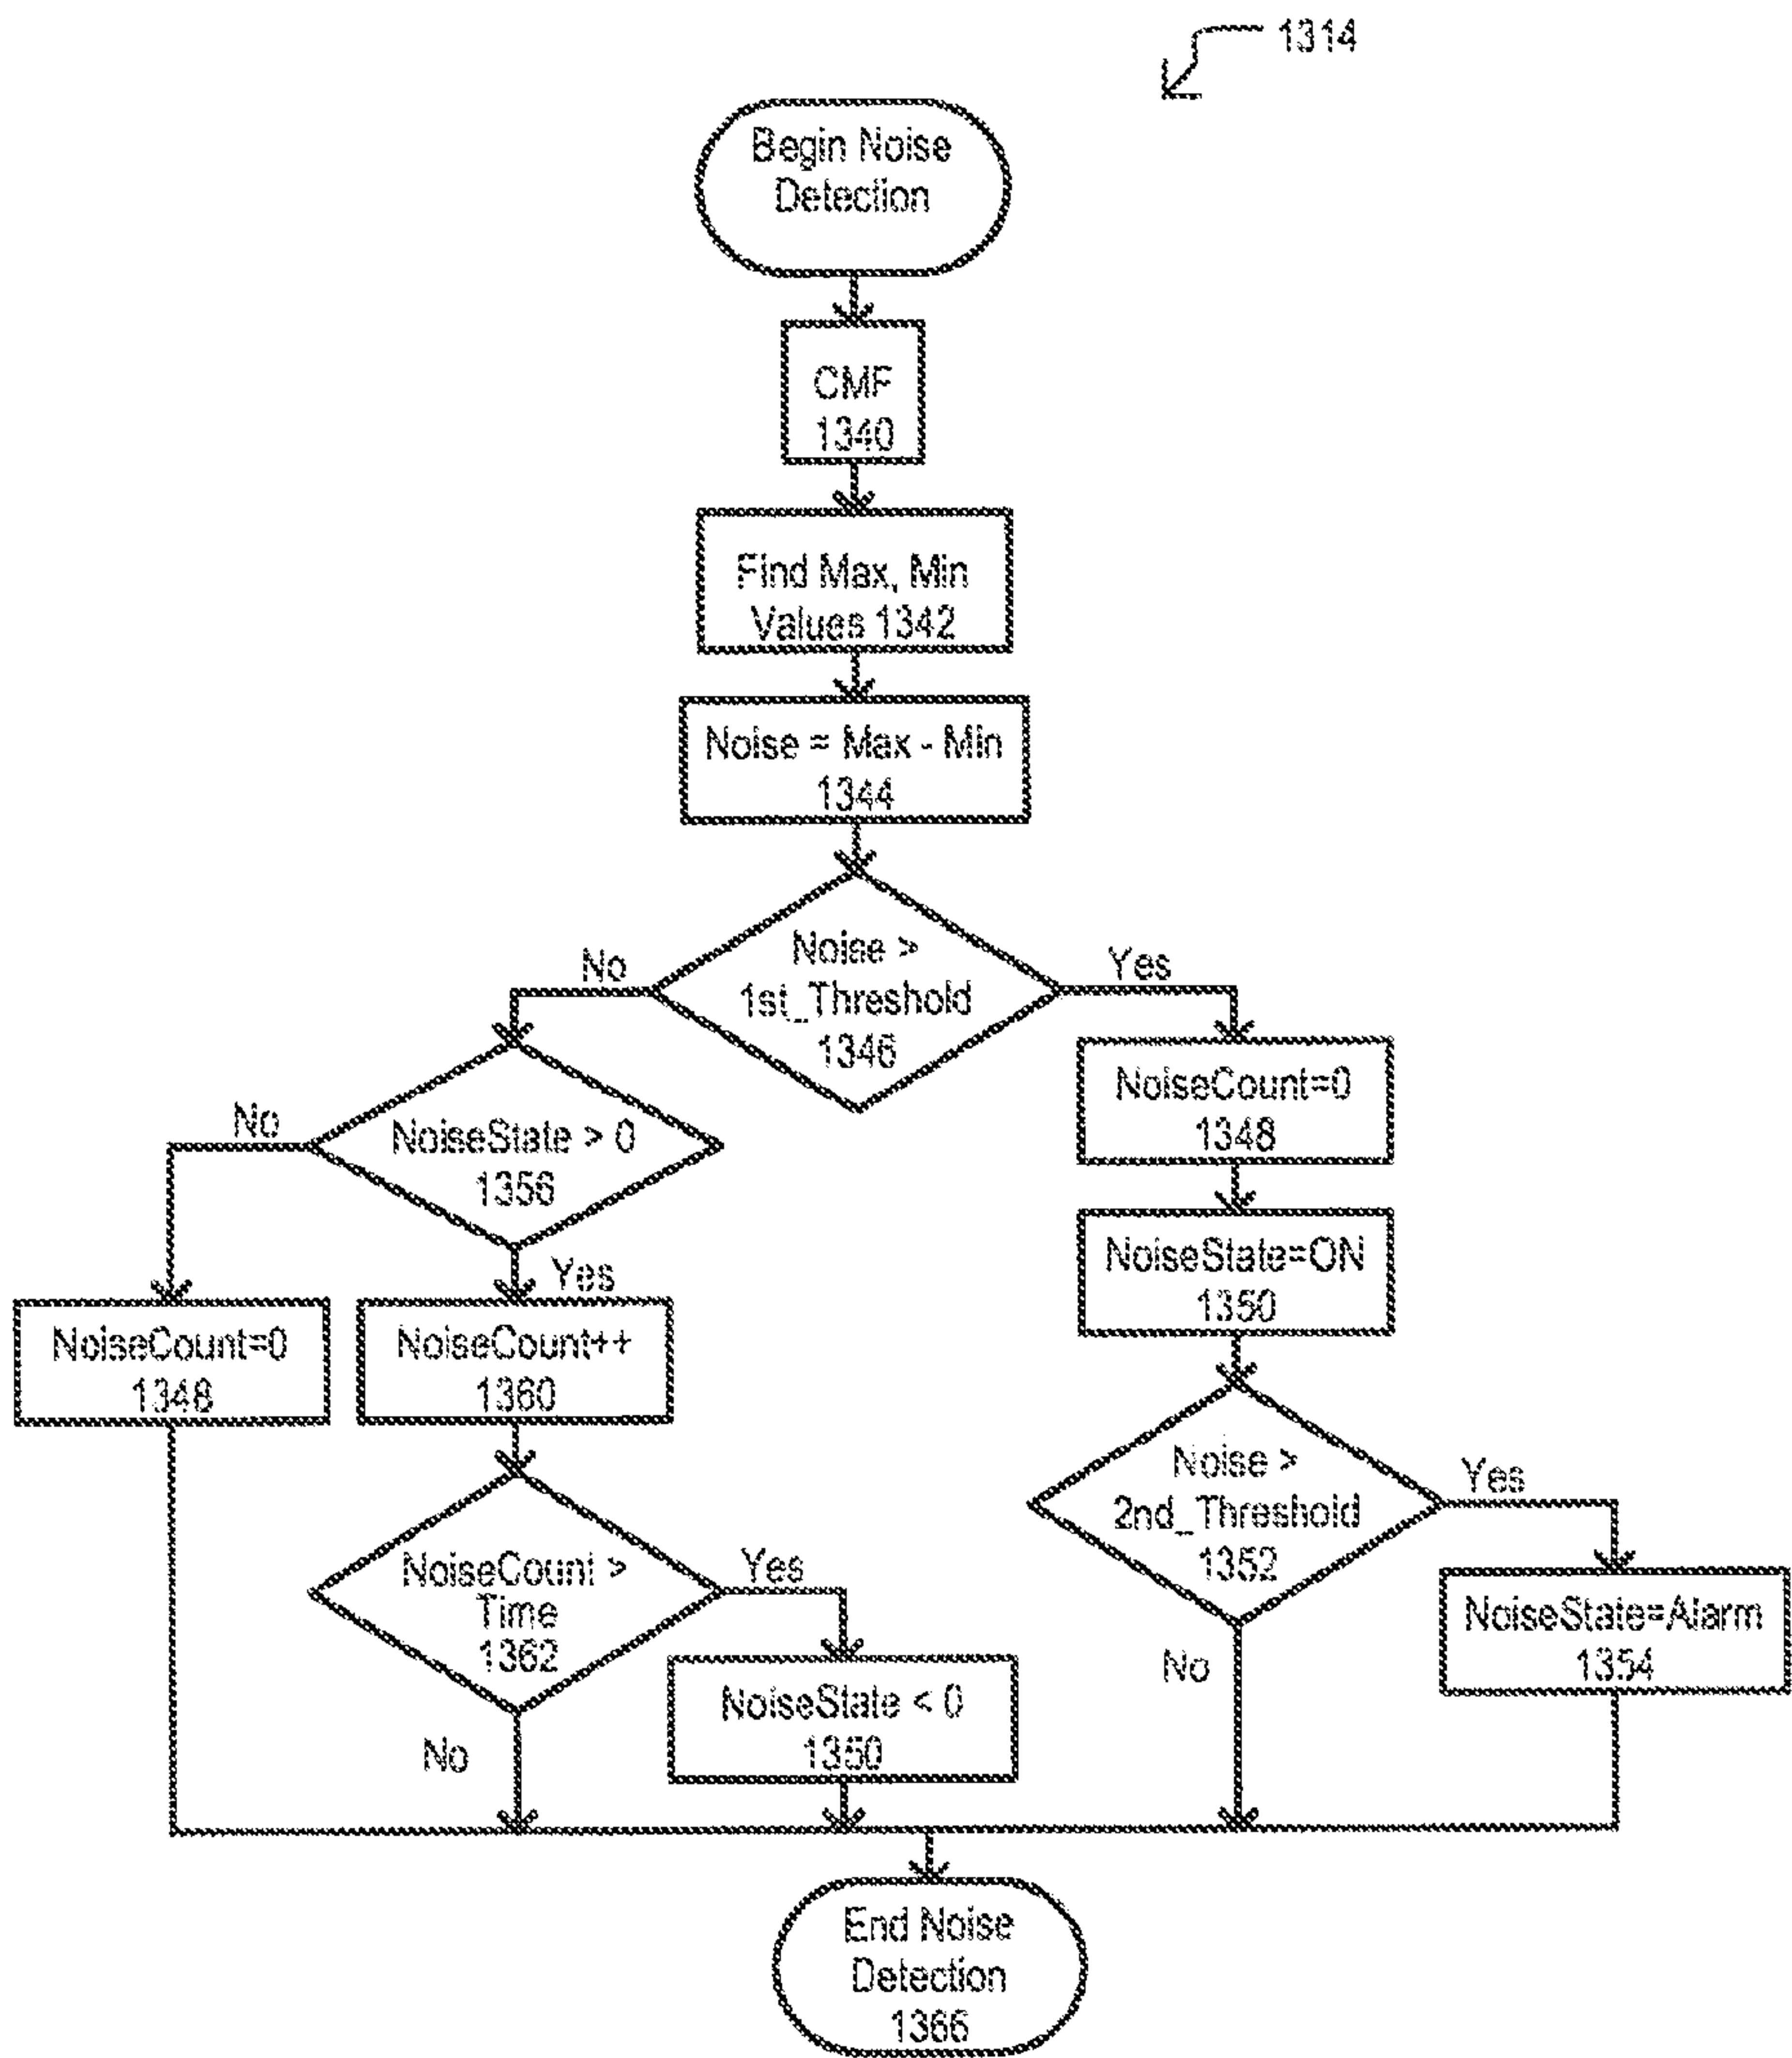 1314
Begin Noise
Detection
CMF
1340
Find Max, Min
Values 1342
Noise = Max - Min
1344
Noise >
1st_Threshold
1346
No
Yes
NoiseCount=0
1348
NoiseState > 0
1356
No
Yes
NoiseState=ON
1350
NoiseCount=0
1348
NoiseCount++
1360
Noise >
2nd_Threshold
1352
Yes
No
NoiseCount >
Time
1362
Yes
No
NoiseState=Alarm
1354
NoiseState < 0
1350
End Noise
Detection
1366